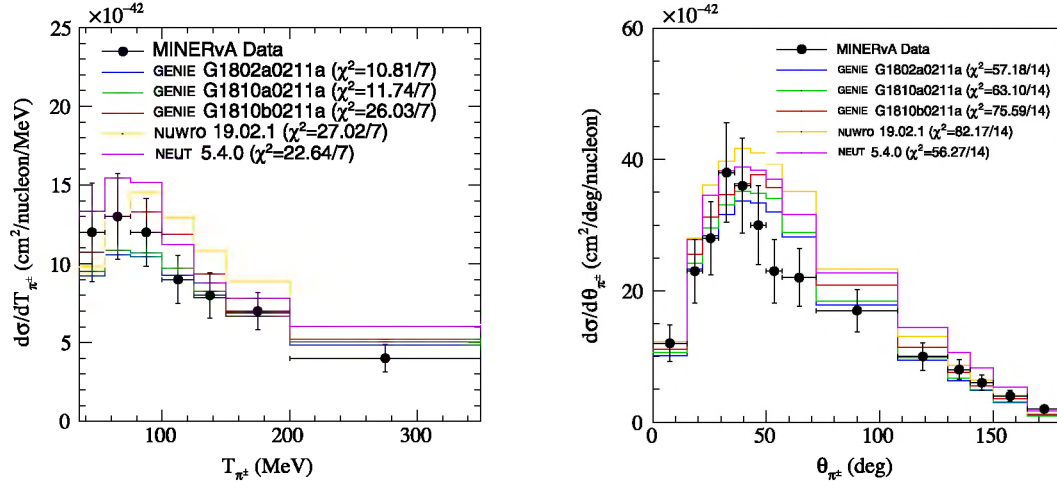 ×10⁻⁴²
25
20
15
10
5
0
dσ/dT_π± (cm²/nucleon/MeV)
MINERvA Data
GENIE G1802a0211a (χ²=10.81/7)
GENIE G1810a0211a (χ²=11.74/7)
GENIE G1810b0211a (χ²=26.03/7)
NUWRO 19.02.1 (χ²=27.02/7)
NEUT 5.4.0 (χ²=22.64/7)
100
200
300
T_π± (MeV)
×10⁻⁴²
60
40
20
0
dσ/dθ_π± (cm²/deg/nucleon)
MINERvA Data
GENIE G1802a0211a (χ²=57.18/14)
GENIE G1810a0211a (χ²=63.10/14)
GENIE G1810b0211a (χ²=75.59/14)
NUWRO 19.02.1 (χ²=82.17/14)
NEUT 5.4.0 (χ²=56.27/14)
0
50
100
150
θ_π± (deg)